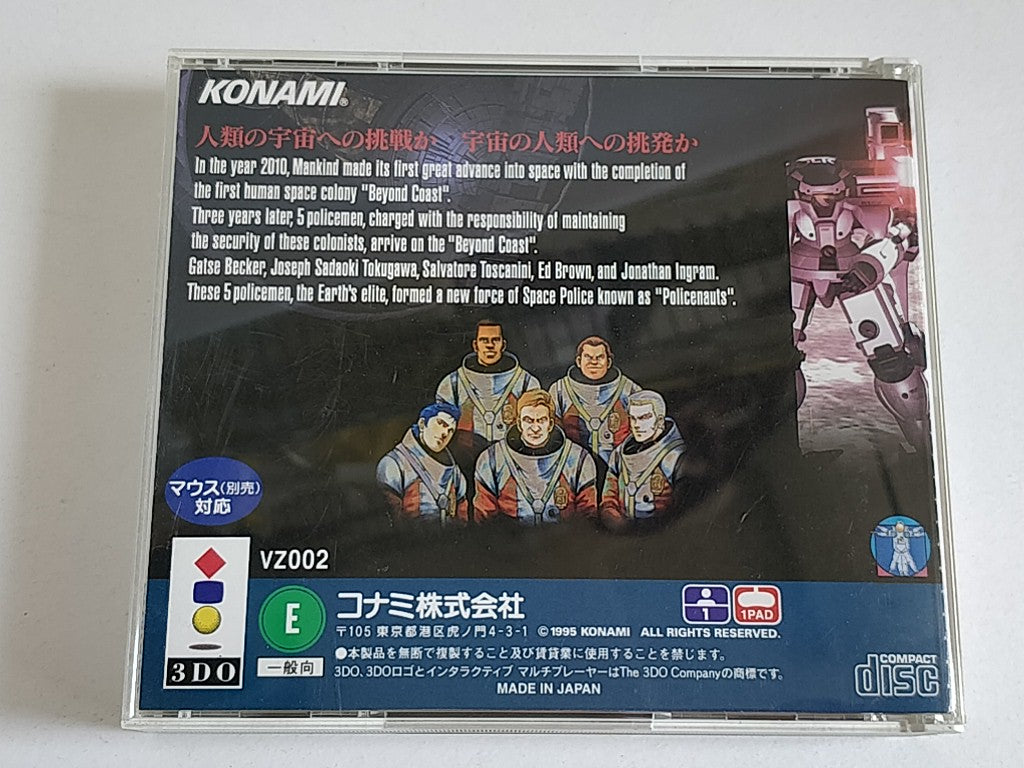 KONAMI®
人類の宇宙への挑戦か 宇宙の人類への挑発か
In the year 2010, Mankind made its first great advance into space with the completion of
the first human space colony "Beyond Coast".
Three years later, 5 policemen, charged with the responsibility of maintaining
the security of these colonists, arrive on the "Beyond Coast".
Gatse Becker, Joseph Sadaoki Tokugawa, Salvatore Toscanini, Ed Brown, and Jonathan Ingram.
These 5 policemen, the Earth's elite, formed a new force of Space Police known as "Policenauts".
マウス(別売)
対応
VZ002
3DO
E
一般向
コナミ株式会社
〒105 東京都港区虎ノ門4-3-1 ©1995 KONAMI ALL RIGHTS RESERVED.
●本製品を無断で複製すること及び賃貸業に使用することを禁じます。
3DO、3DOロゴとインタラクティブ マルチプレーヤーはThe 3DO Companyの商標です。
MADE IN JAPAN
1
1PAD
COMPACT
disc